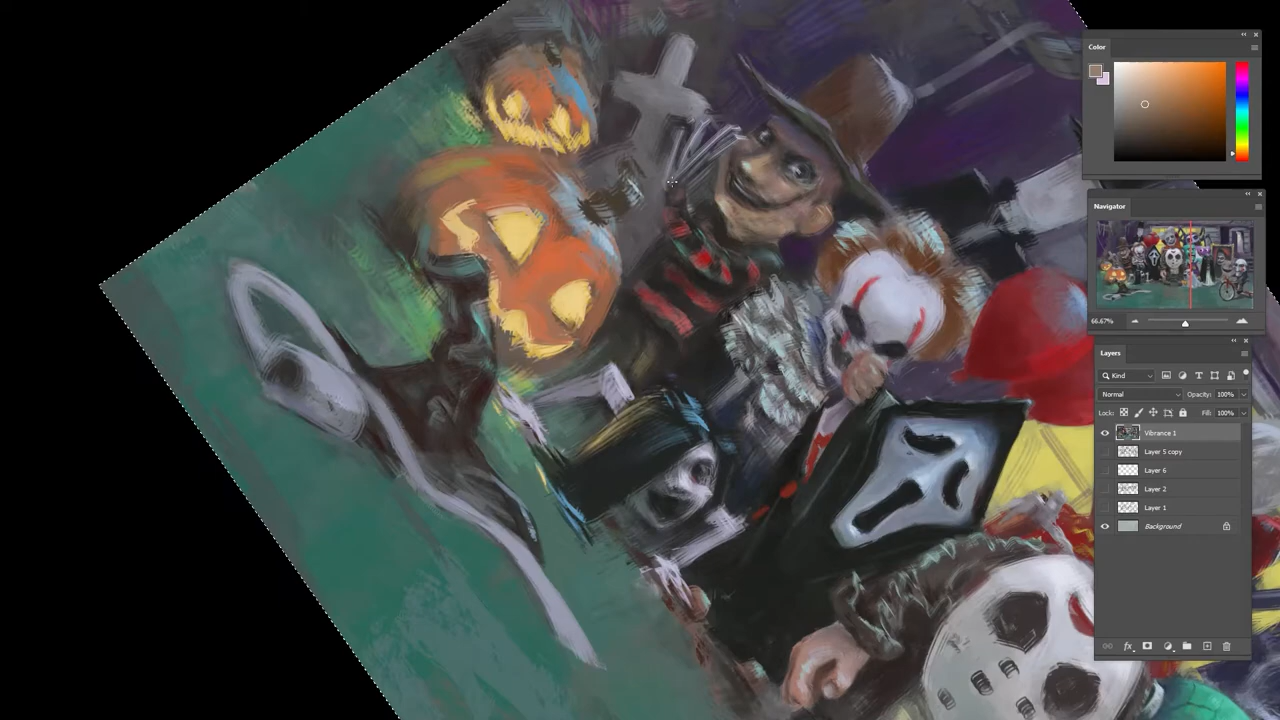 Color
Navigator
66.67%
Layers
Kind
Normal
Opacity: 100%
Lock:
Fill: 100%
Vibrance 1
Layer 5 copy
Layer 6
Layer 2
Layer 1
Background
fx